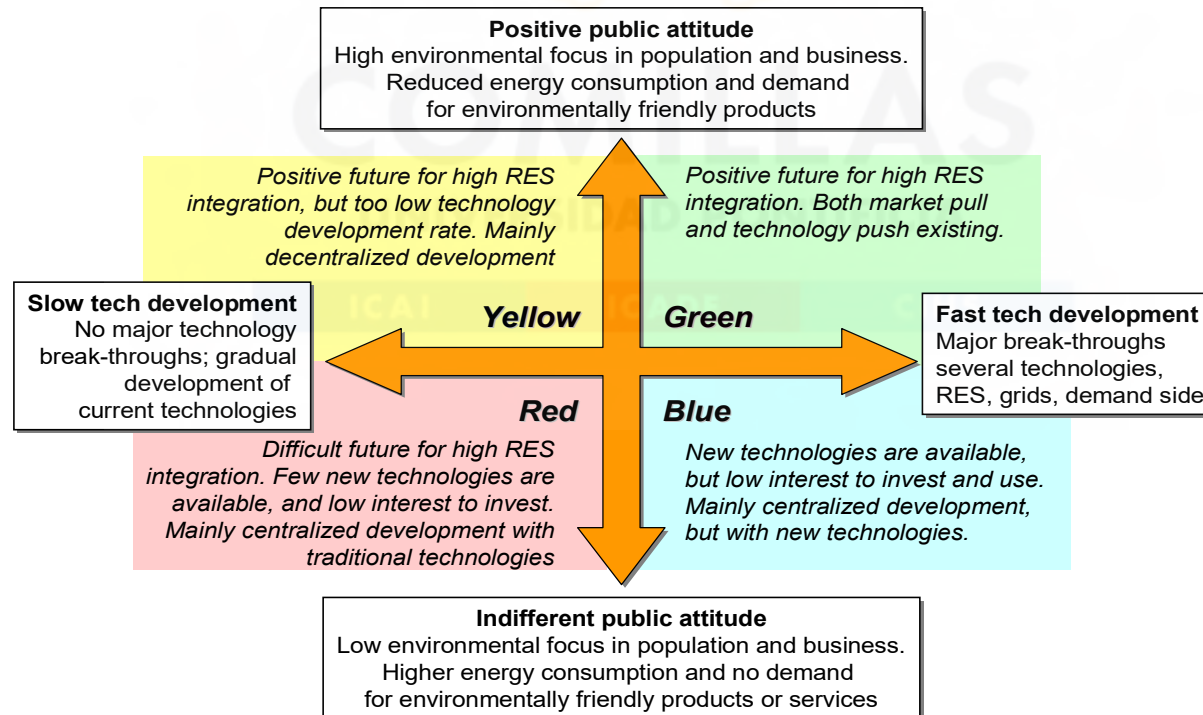 Positive public attitude
High environmental focus in population and business.
Reduced energy consumption and demand
for environmentally friendly products
COMILLAS
Positive future for high RES
integration, but too low technology
development rate. Mainly
decentralized development
Positive future for high RES
integration. Both market pull
and technology push existing.
Slow tech development
No major technology
break-throughs; gradual
development of
current technologies
ICAI
Yellow
Green
Fast tech development
Major break-throughs
several technologies,
RES, grids, demand side
Red
Blue
Difficult future for high RES
integration. Few new technologies are
available, and low interest to invest.
Mainly centralized development with
traditional technologies
New technologies are available,
but low interest to invest and use.
Mainly centralized development,
but with new technologies.
Indifferent public attitude
Low environmental focus in population and business.
Higher energy consumption and no demand
for environmentally friendly products or services